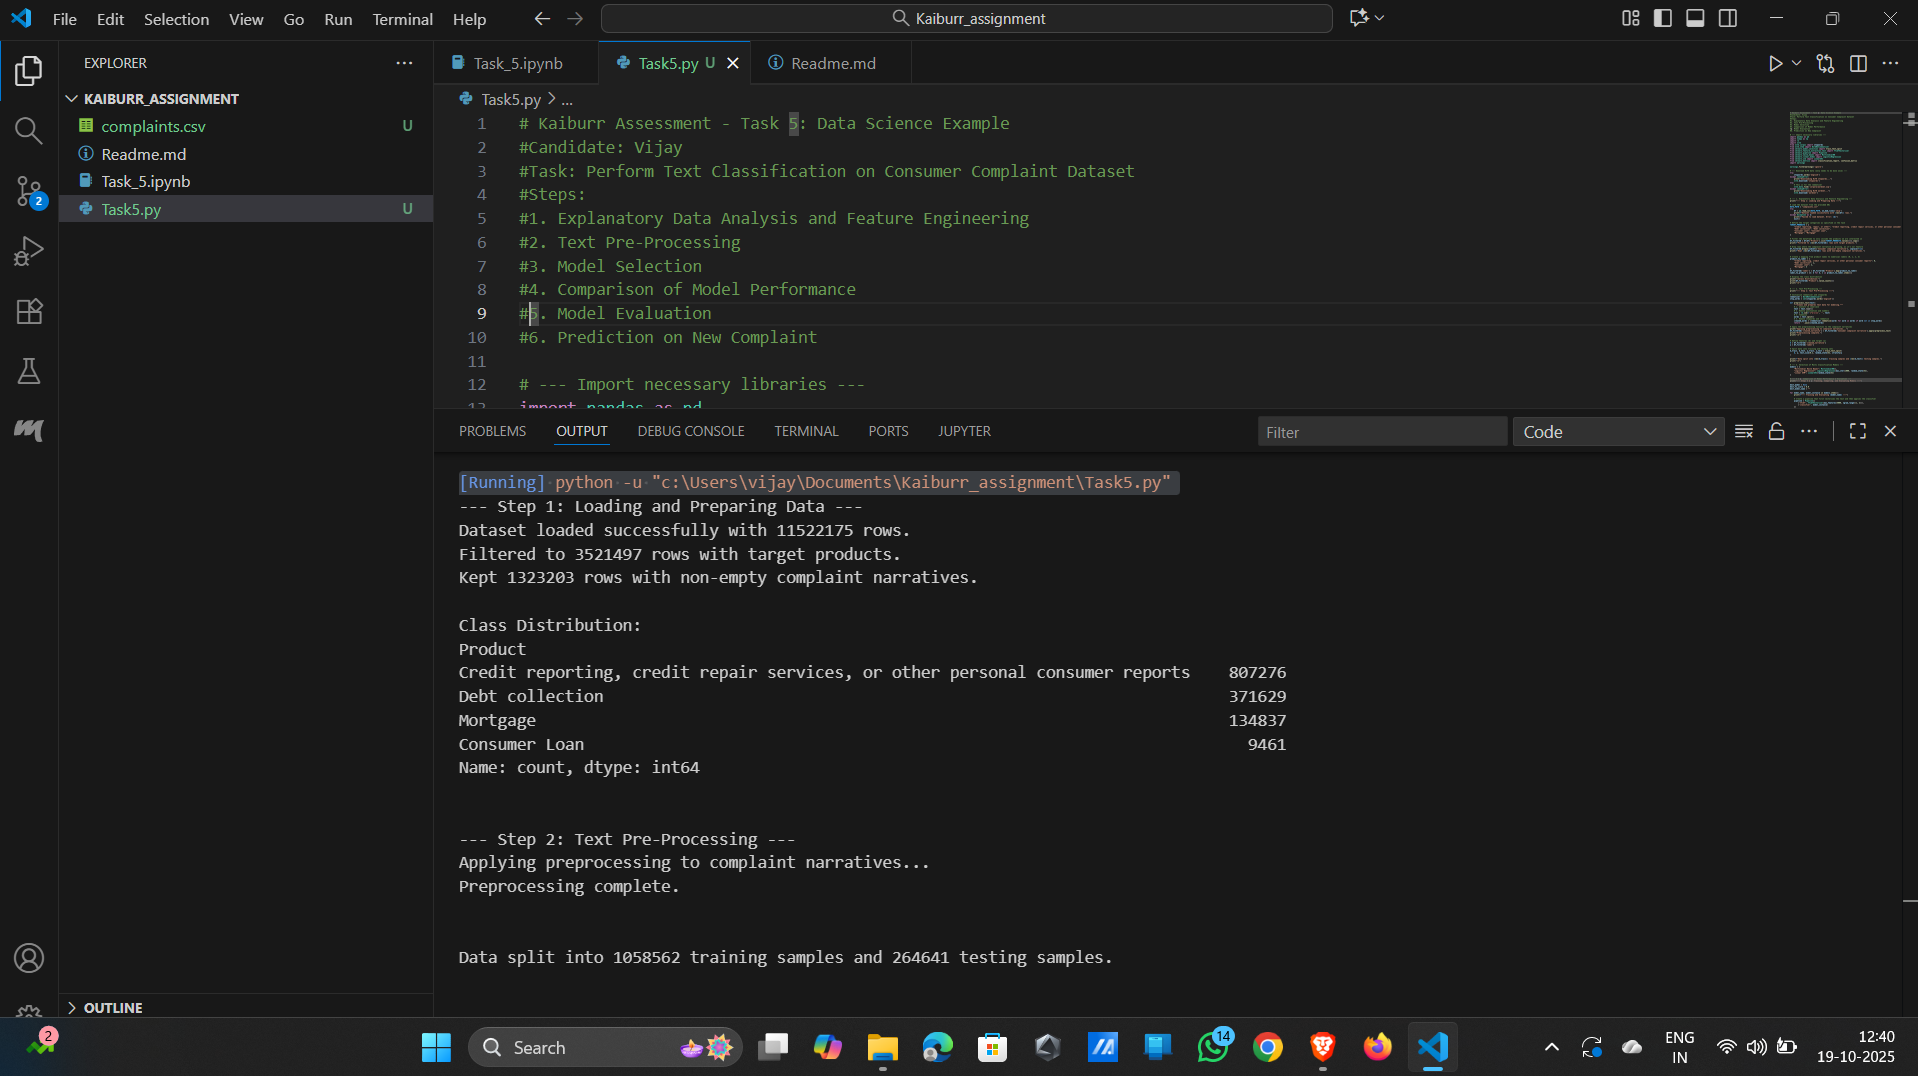 File Edit Selection View Go Run Terminal Help
Kaiburr_assignment
EXPLORER
KAIBURR_ASSIGNMENT
complaints.csv U
Readme.md
Task_5.ipynb
Task5.py U
2
OUTLINE
Task_5.ipynb
Task5.py U
Readme.md
Task5.py > ...
1 # Kaiburr Assessment - Task 5: Data Science Example
2 #Candidate: Vijay
3 #Task: Perform Text Classification on Consumer Complaint Dataset
4 #Steps:
5 #1. Explanatory Data Analysis and Feature Engineering
6 #2. Text Pre-Processing
7 #3. Model Selection
8 #4. Comparison of Model Performance
9 #5. Model Evaluation
10 #6. Prediction on New Complaint
11
12 # --- Import necessary libraries ---
13 import pandas as pd
PROBLEMS OUTPUT DEBUG CONSOLE TERMINAL PORTS JUPYTER
Filter
Code
[Running] python -u "c:\Users\vijay\Documents\Kaiburr_assignment\Task5.py"
--- Step 1: Loading and Preparing Data ---
Dataset loaded successfully with 11522175 rows.
Filtered to 3521497 rows with target products.
Kept 1323203 rows with non-empty complaint narratives.
Class Distribution:
Product
Credit reporting, credit repair services, or other personal consumer reports 807276
Debt collection 371629
Mortgage 134837
Consumer Loan 9461
Name: count, dtype: int64
--- Step 2: Text Pre-Processing ---
Applying preprocessing to complaint narratives...
Preprocessing complete.
Data split into 1058562 training samples and 264641 testing samples.
2
Search
14
ENG
IN
12:40
19-10-2025